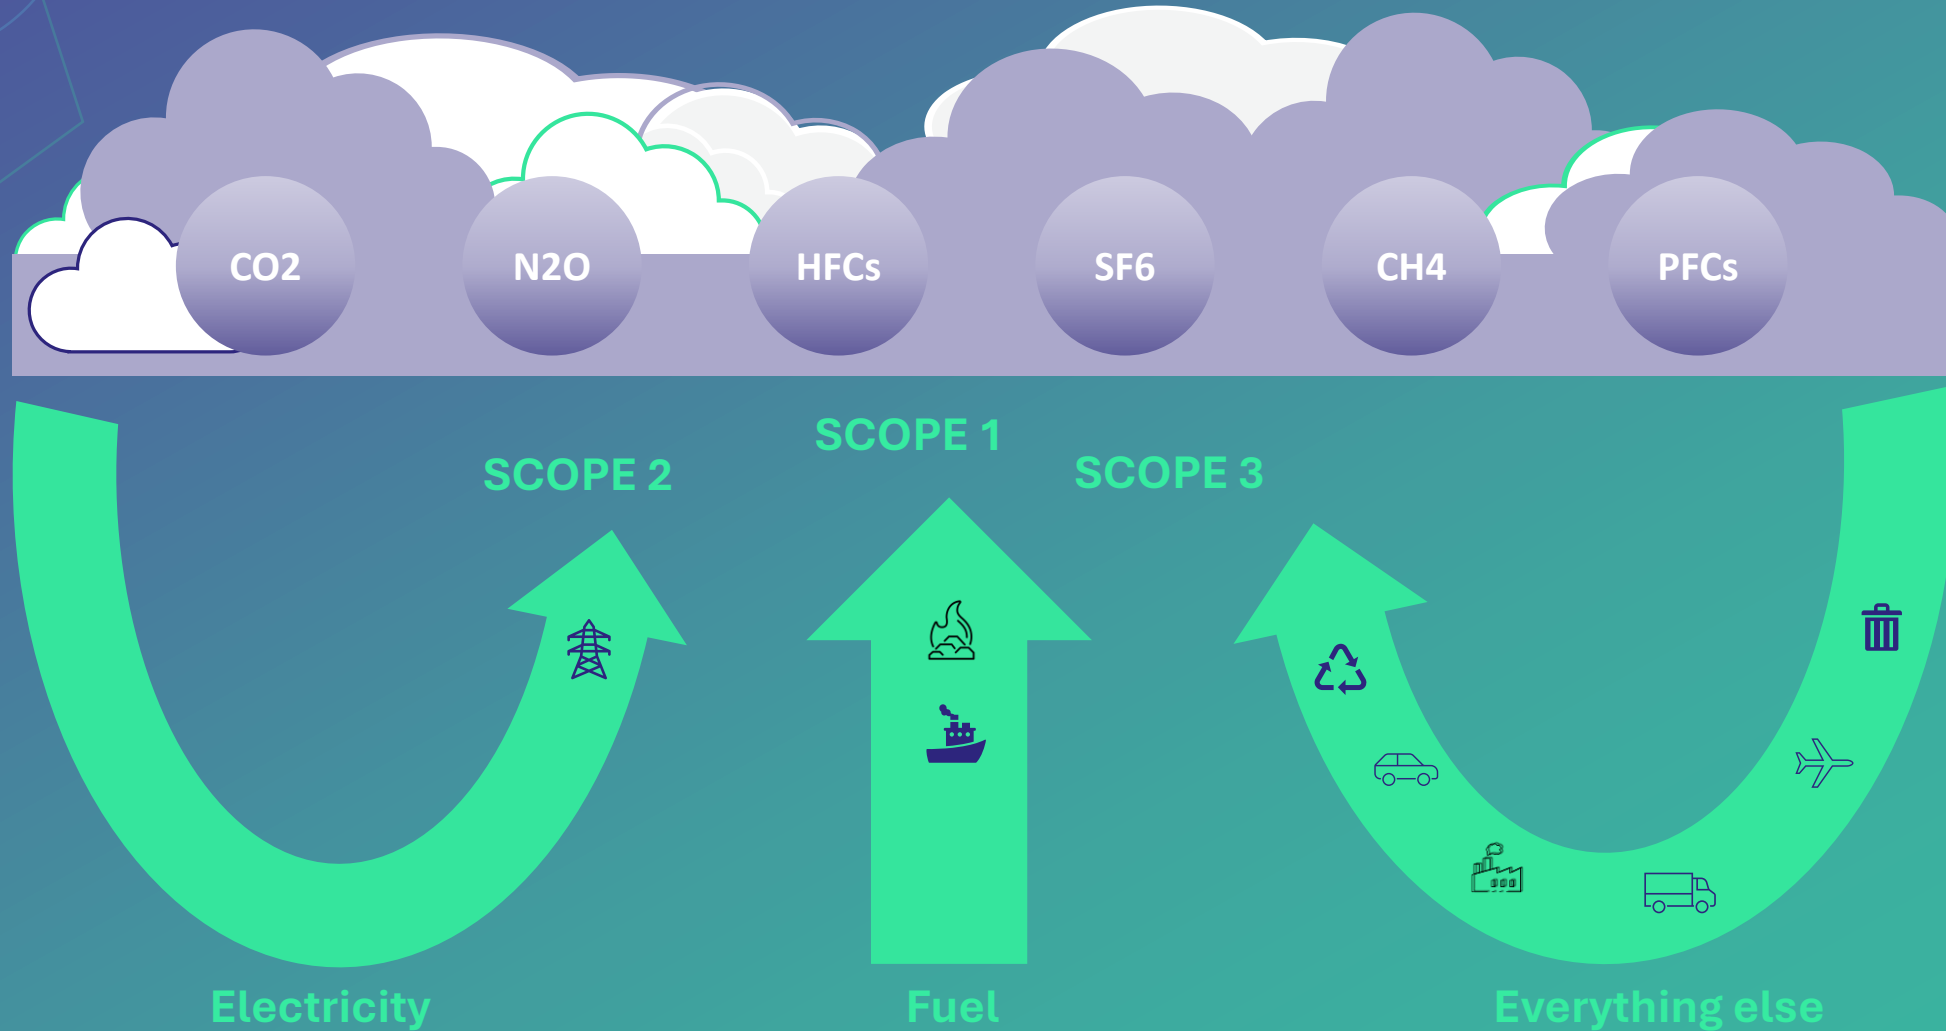 CO2
N2O
HFCs
SF6
CH4
PFCs
SCOPE 1
SCOPE 2
SCOPE 3
Electricity
Fuel
Everything else